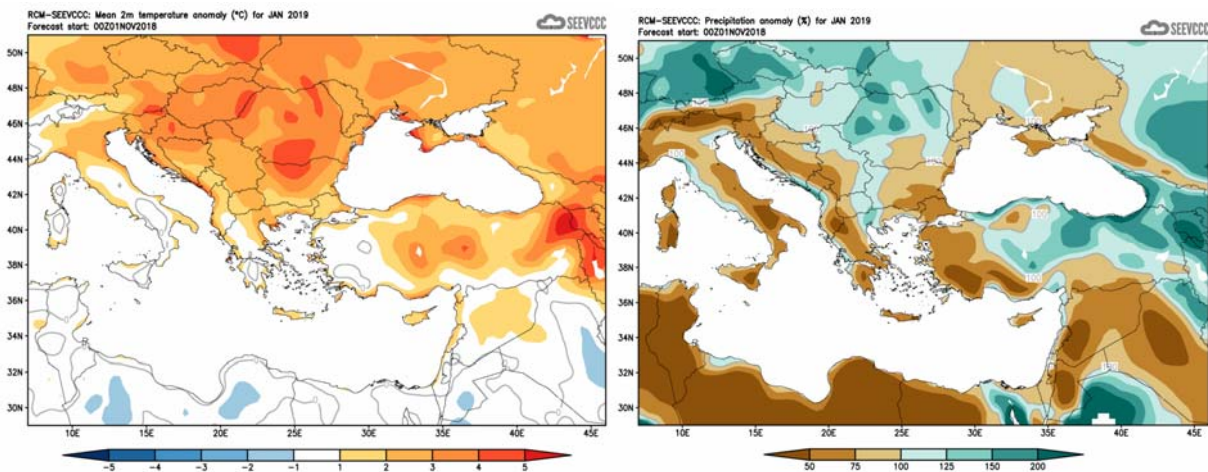 RCM-SEEVCCC: Mean 2m temperature anomaly (°C) for JAN 2019
Forecast start: 00Z01NOV2018
SEEVCCC
50N
48N
46N
44N
42N
40N
38N
36N
34N
32N
30N
10E 15E 20E 25E 30E 35E 40E 45E
-5 -4 -3 -2 -1 1 2 3 4 5
RCM-SEEVCCC: Precipitation anomaly (%) for JAN 2019
Forecast start: 00Z01NOV2018
SEEVCCC
50N
48N
46N
44N
42N
40N
38N
36N
34N
32N
30N
100
100
100
10E 15E 20E 25E 30E 35E 40E 45E
50 75 100 125 150 200